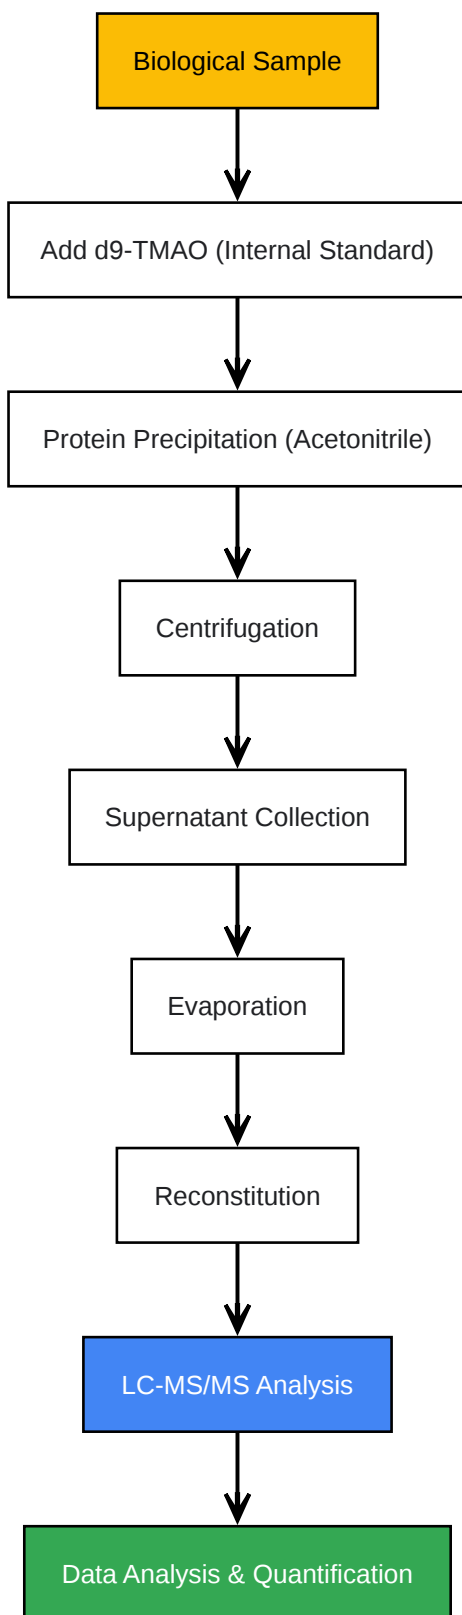 Biological Sample
Add d9-TMAO (Internal Standard)
Protein Precipitation (Acetonitrile)
Centrifugation
Supernatant Collection
Evaporation
Reconstitution
LC-MS/MS Analysis
Data Analysis & Quantification